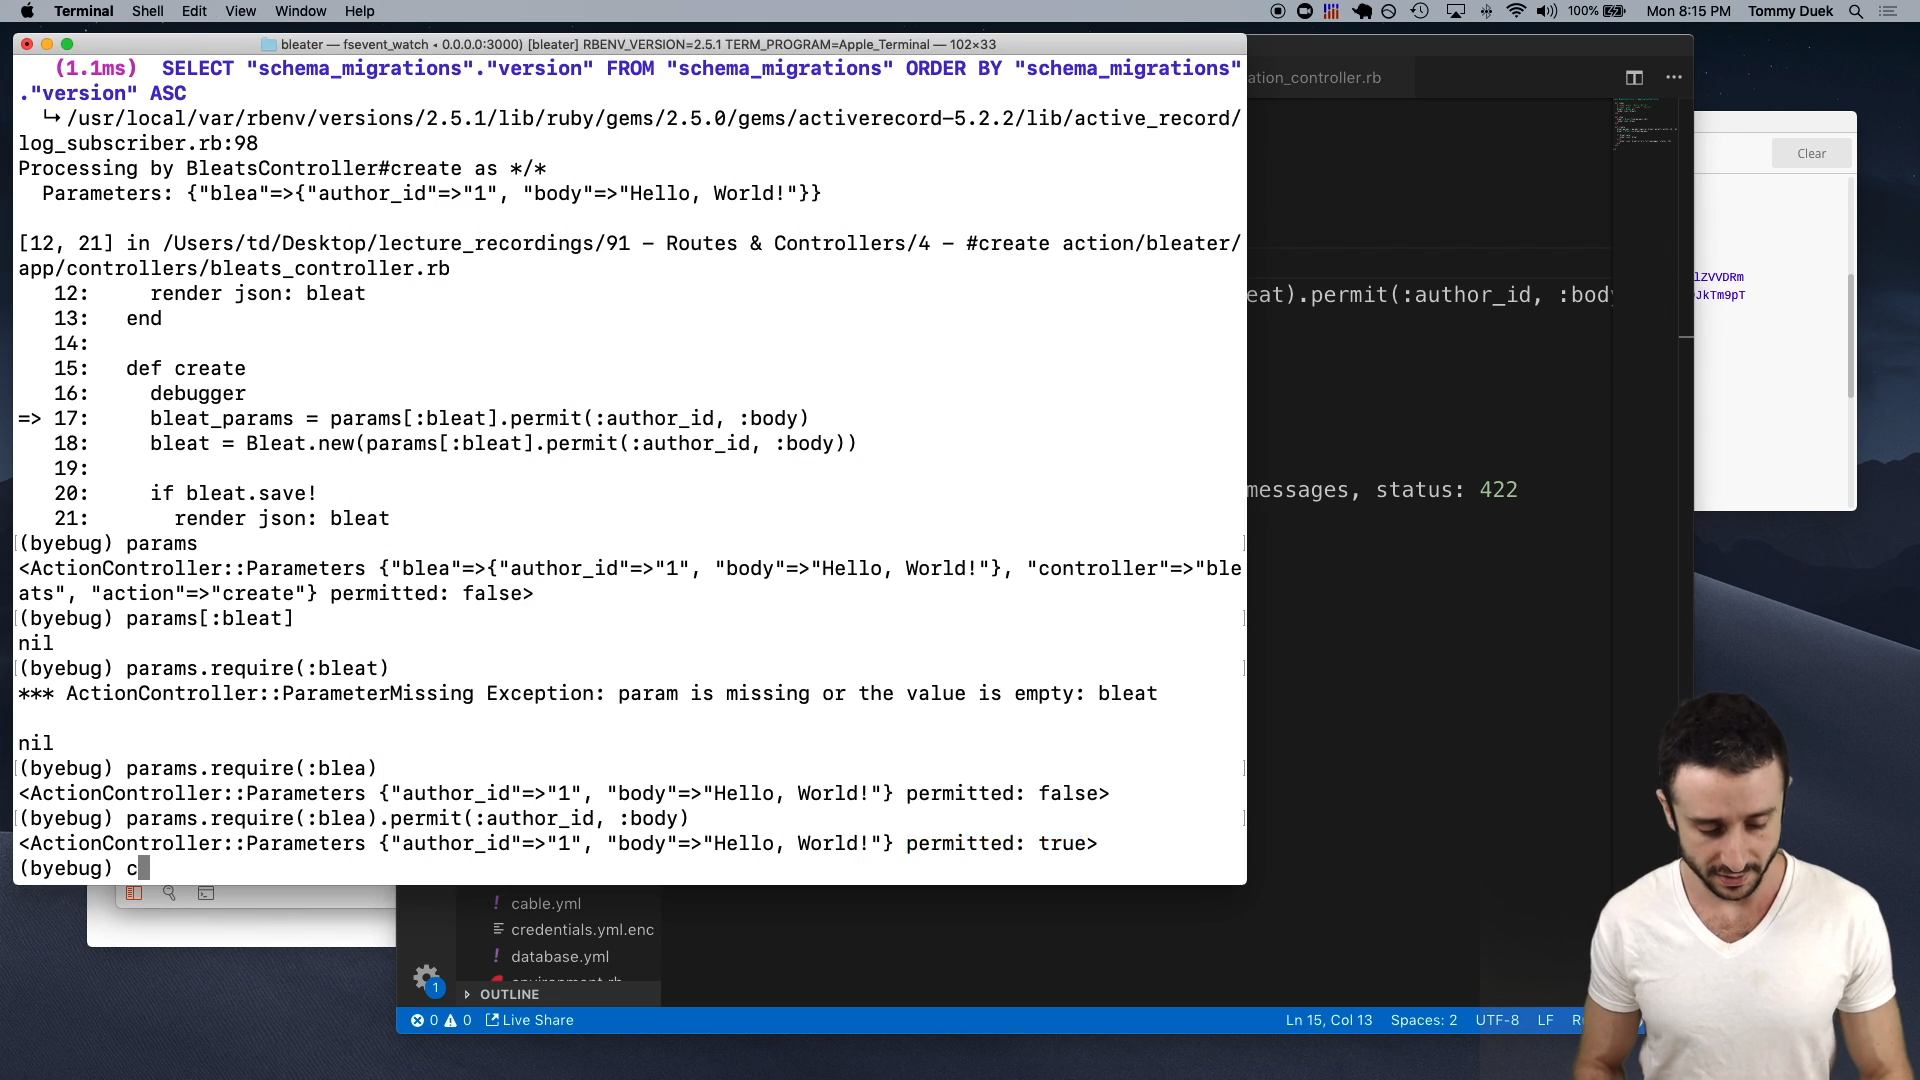 Terminal Shell Edit View Window Help 100% Mon 8:15 PM Tommy Duek
bleater — fsevent_watch ◂ 0.0.0.0:3000) [bleater] RBENV_VERSION=2.5.1 TERM_PROGRAM=Apple_Terminal — 102×33
(1.1ms)  SELECT "schema_migrations"."version" FROM "schema_migrations" ORDER BY "schema_migrations"
."version" ASC
↳ /usr/local/var/rbenv/versions/2.5.1/lib/ruby/gems/2.5.0/gems/activerecord-5.2.2/lib/active_record/
log_subscriber.rb:98
Processing by BleatsController#create as */*
Parameters: {"blea"=>{"author_id"=>"1", "body"=>"Hello, World!"}}
[12, 21] in /Users/td/Desktop/lecture_recordings/91 - Routes & Controllers/4 - #create action/bleater/
app/controllers/bleats_controller.rb
12:     render json: bleat
13:   end
14:
15:   def create
16:     debugger
=> 17:     bleat_params = params[:bleat].permit(:author_id, :body)
18:     bleat = Bleat.new(params[:bleat].permit(:author_id, :body))
19:
20:     if bleat.save!
21:       render json: bleat
(byebug) params
<ActionController::Parameters {"blea"=>{"author_id"=>"1", "body"=>"Hello, World!"}, "controller"=>"ble
ats", "action"=>"create"} permitted: false>
(byebug) params[:bleat]
nil
(byebug) params.require(:bleat)
*** ActionController::ParameterMissing Exception: param is missing or the value is empty: bleat
nil
(byebug) params.require(:blea)
<ActionController::Parameters {"author_id"=>"1", "body"=>"Hello, World!"} permitted: false>
(byebug) params.require(:blea).permit(:author_id, :body)
<ActionController::Parameters {"author_id"=>"1", "body"=>"Hello, World!"} permitted: true>
(byebug) c
ation_controller.rb
eat).permit(:author_id, :bod
messages, status: 422
Clear
lZVVDRm
JkTm9pT
! cable.yml
credentials.yml.enc
! database.yml
1
OUTLINE
0 0 Live Share Ln 15, Col 13 Spaces: 2 UTF-8 LF